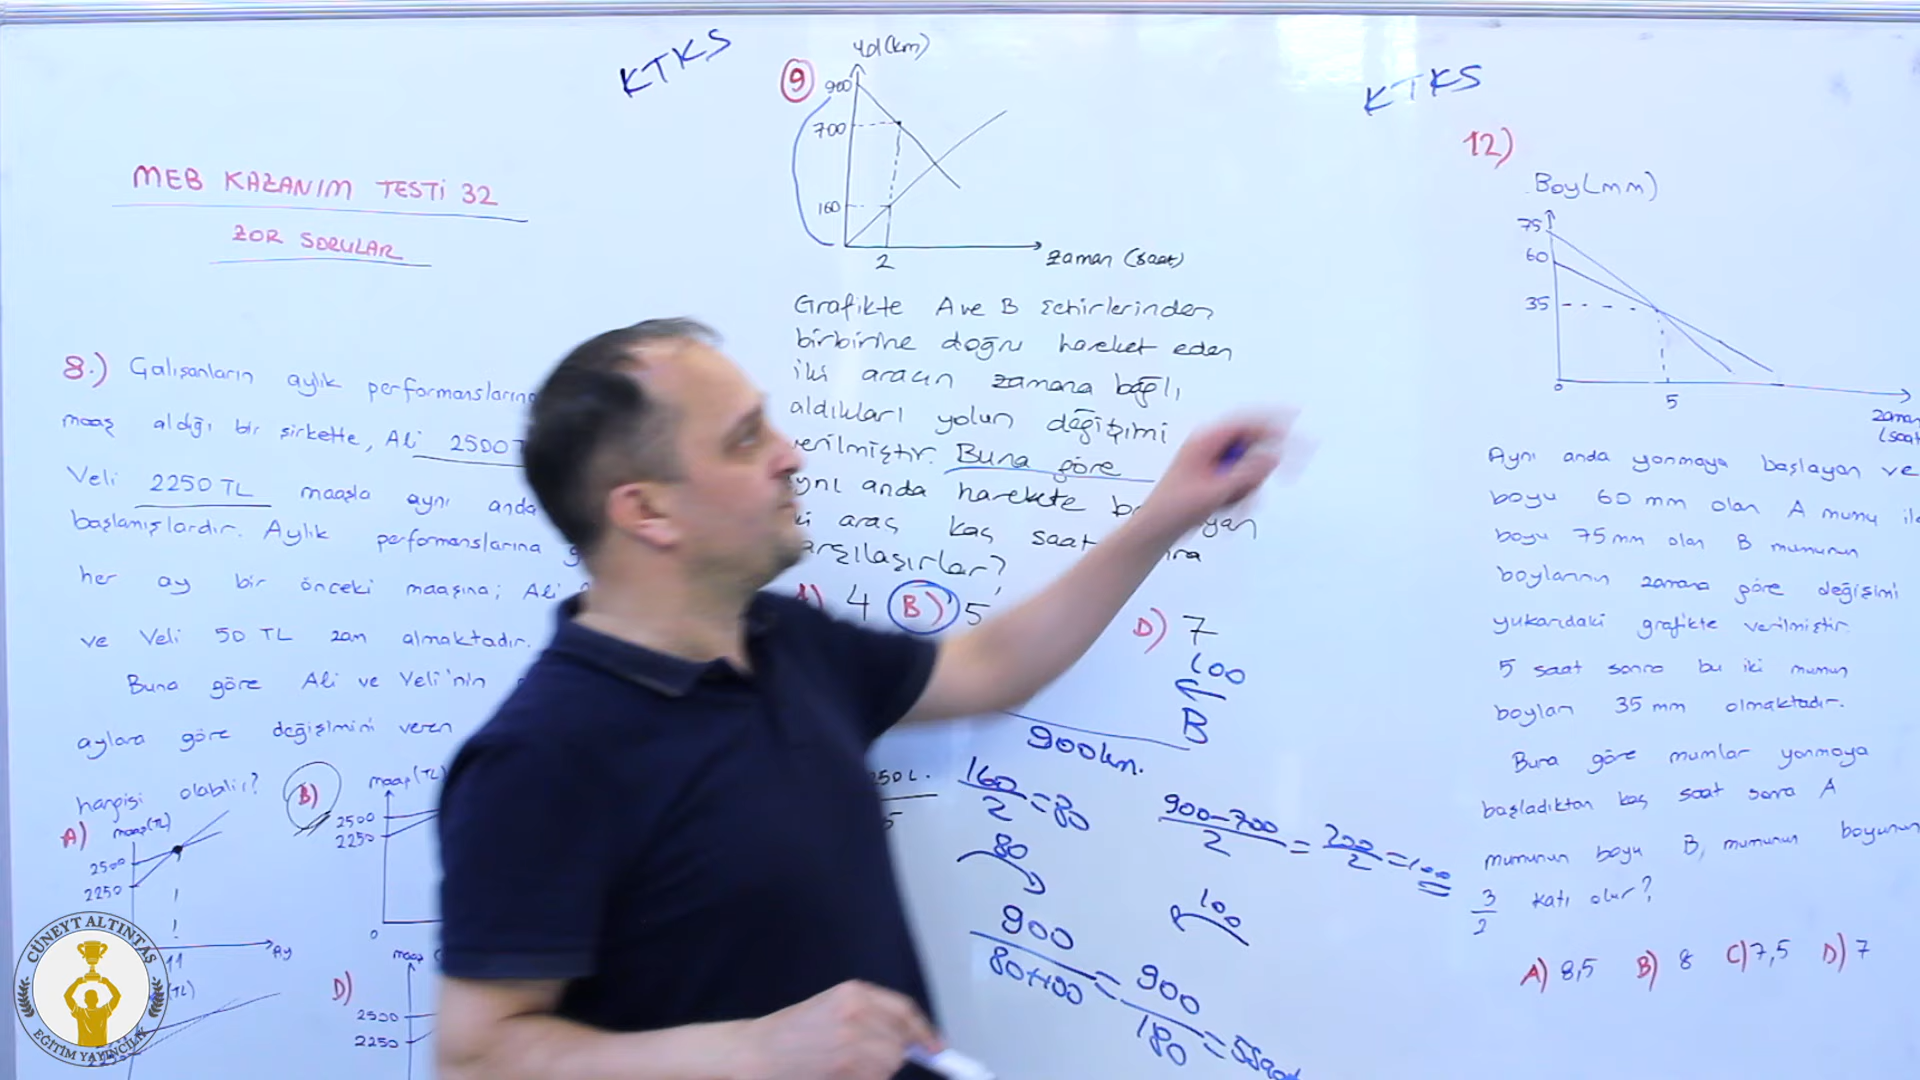 KTKS
MEB KAZANIM TESTİ 32
ZOR SORULAR
8.) Çalışanların aylık performanslarına
maaş aldığı bir şirkette, Ali 2500
Veli 2250 TL maaşla aynı anda
başlamışlardır. Aylık performanslarına
her ay bir önceki maaşına; Ali
ve Veli 50 TL zam almaktadır.
Buna göre Ali ve Veli'nin
aylara göre değişimini veren
hangisi olabilir?
A) maaş (TL)
2500
2250
11
Ay
B)
maaş (TL)
2500
2250
0
(TL)
D)
maaş
2500
2250
9
Yol (km)
900
700
160
2
zaman (saat)
Grafikte A ve B şehirlerinden
birbirine doğru hareket eden
iki aracın zamana bağlı
aldıkları yolun değişimi
verilmiştir. Buna göre
aynı anda harekete
araç kaç saat
karşılaşırlar?
4 B) 5
D) 7
100
B
900km.
160/2 = 80
80
900-700/2 = 200/2 = 100
100
900/80+100 = 900/180 = 5
KTKS
12)
Boy (mm)
75
60
35
0
5
zaman
(saat
Aynı anda yanmaya başlayan ve
boyu 60 mm olan A mumu ile
boyu 75 mm olan B mumunun
boylarının zamana göre değişimi
yukarıdaki grafikte verilmiştir.
5 saat sonra bu iki mumun
boyları 35 mm olmaktadır.
Buna göre mumlar yanmaya
başladıktan kaç saat sonra A
mumunun boyu B, mumunun boyunun
3/2 katı olur?
A) 8,5 B) 8 C) 7,5 D) 7
CÜNEYT ALTINTAŞ
EĞİTİM YAYINCILIK